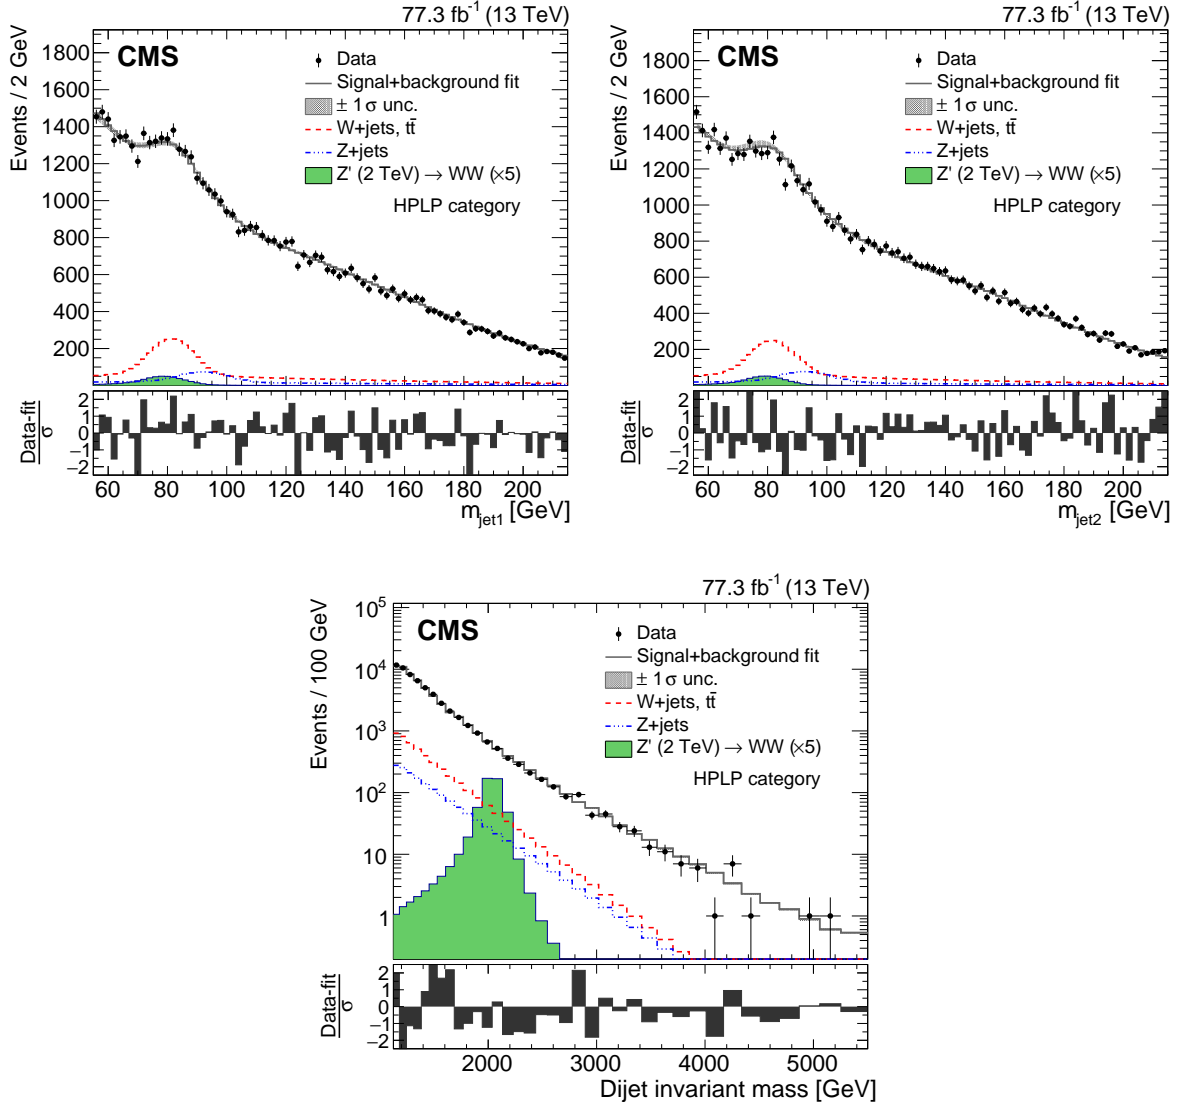 77.3 fb⁻¹ (13 TeV)
CMS
Data
Signal+background fit
± 1σ unc.
W+jets, tt̄
Z+jets
Z' (2 TeV) → WW (×5)
HPLP category
Events / 2 GeV
1800
1600
1400
1200
1000
800
600
400
200
Data-fit
σ
2
1
0
−1
−2
60 80 100 120 140 160 180 200
m_jet1 [GeV]
77.3 fb⁻¹ (13 TeV)
CMS
Data
Signal+background fit
± 1σ unc.
W+jets, tt̄
Z+jets
Z' (2 TeV) → WW (×5)
HPLP category
Events / 2 GeV
1800
1600
1400
1200
1000
800
600
400
200
Data-fit
σ
2
1
0
−1
−2
60 80 100 120 140 160 180 200
m_jet2 [GeV]
77.3 fb⁻¹ (13 TeV)
CMS
Data
Signal+background fit
± 1σ unc.
W+jets, tt̄
Z+jets
Z' (2 TeV) → WW (×5)
HPLP category
Events / 100 GeV
10⁵
10⁴
10³
10²
10
1
Data-fit
σ
2
1
0
−1
−2
2000 3000 4000 5000
Dijet invariant mass [GeV]